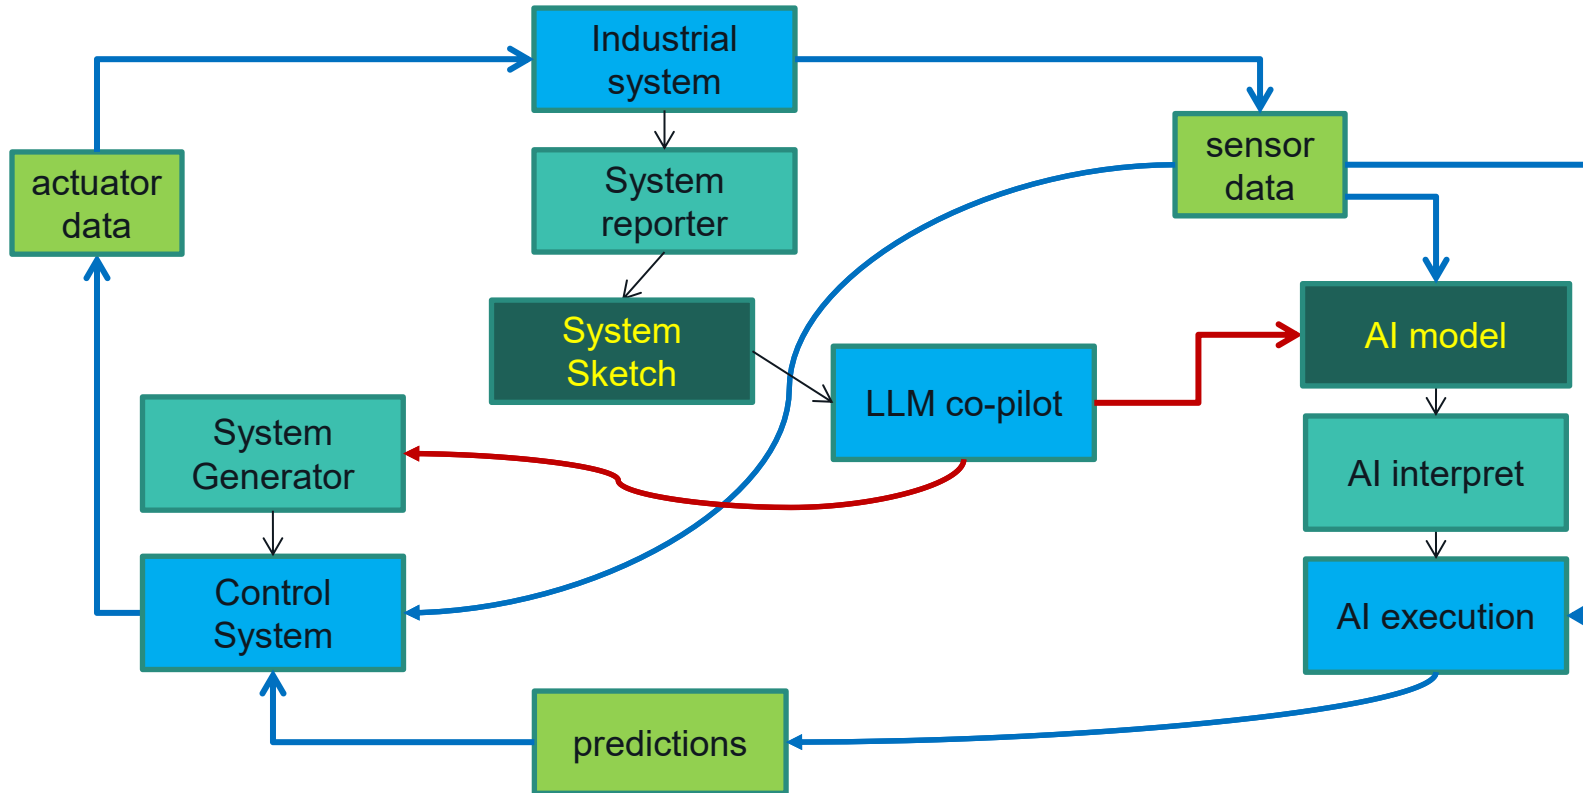 Industrial
system
sensor
data
actuator
data
System
reporter
System
Sketch
AI model
LLM co-pilot
System
Generator
AI interpret
Control
System
AI execution
predictions